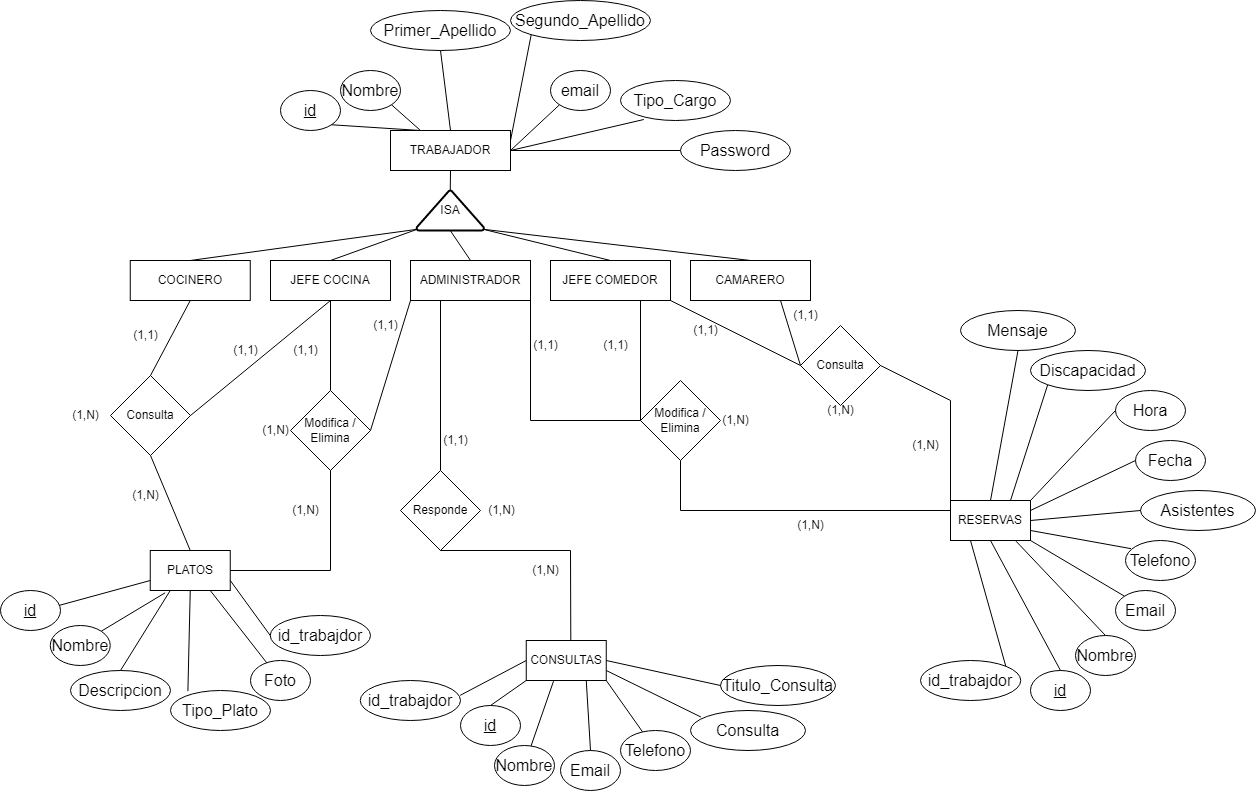 Segundo_Apellido
Primer_Apellido
Nombre
email
Tipo_Cargo
id
TRABAJADOR
Password
ISA
COCINERO
JEFE COCINA
ADMINISTRADOR
JEFE COMEDOR
CAMARERO
(1,1)
(1,1)
(1,1)
(1,1)
(1,1)
(1,1)
(1,1)
(1,1)
Mensaje
Consulta
Discapacidad
(1,N)
Consulta
(1,N)
Modifica /
Elimina
(1,N)
Modifica /
Elimina
(1,N)
Hora
(1,1)
(1,N)
Fecha
(1,N)
(1,N)
Responde
(1,N)
(1,N)
RESERVAS
Asistentes
PLATOS
(1,N)
Telefono
id
Nombre
id_trabajdor
Email
Descripcion
Foto
Tipo_Plato
CONSULTAS
Nombre
id_trabajdor
id
id_trabajdor
id
Titulo_Consulta
Consulta
Nombre
Email
Telefono